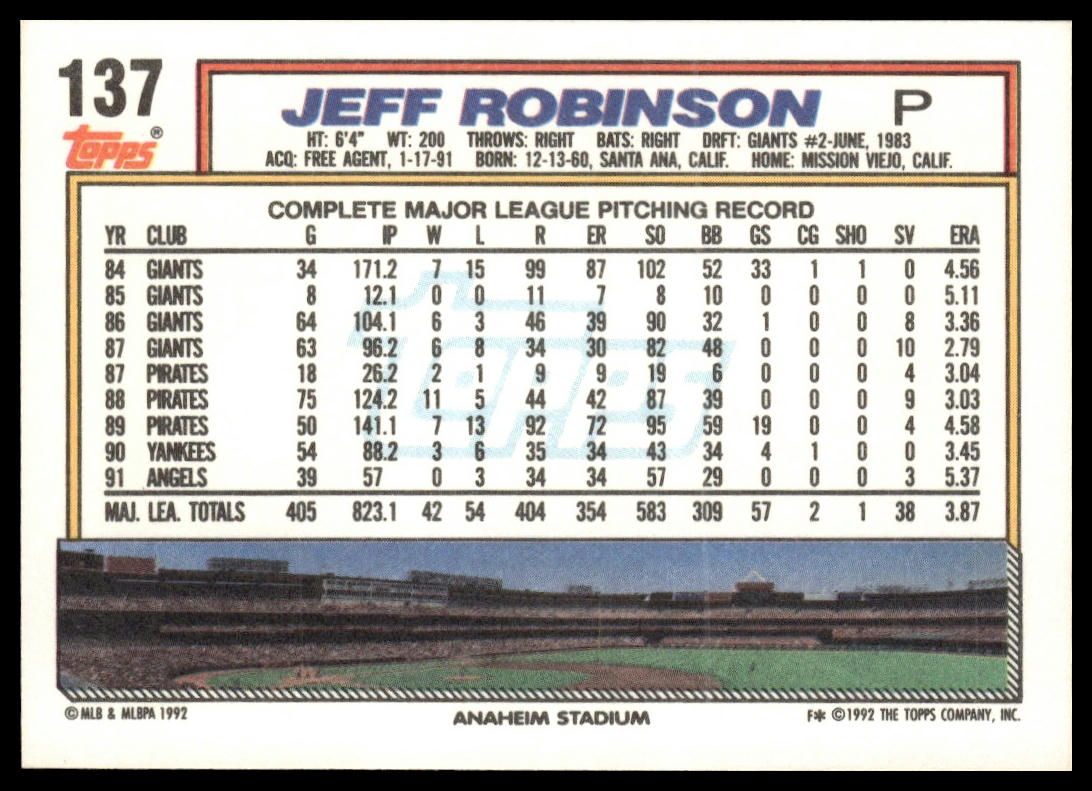 137
JEFF ROBINSON P
Topps®
HT: 6'4" WT: 200 THROWS: RIGHT BATS: RIGHT DRFT: GIANTS #2-JUNE, 1983
ACQ: FREE AGENT, 1-17-91 BORN: 12-13-60, SANTA ANA, CALIF. HOME: MISSION VIEJO, CALIF.
COMPLETE MAJOR LEAGUE PITCHING RECORD
YR CLUB G IP W L R ER SO BB GS CG SHO SV ERA
84 GIANTS 34 171.2 7 15 99 87 102 52 33 1 1 0 4.56
85 GIANTS 8 12.1 0 0 11 7 8 10 0 0 0 0 5.11
86 GIANTS 64 104.1 6 3 46 39 90 32 1 0 0 8 3.36
87 GIANTS 63 96.2 6 8 34 30 82 48 0 0 0 10 2.79
87 PIRATES 18 26.2 2 1 9 9 19 6 0 0 0 4 3.04
88 PIRATES 75 124.2 11 5 44 42 87 39 0 0 0 9 3.03
89 PIRATES 50 141.1 7 13 92 72 95 59 19 0 0 4 4.58
90 YANKEES 54 88.2 3 6 35 34 43 34 4 1 0 0 3.45
91 ANGELS 39 57 0 3 34 34 57 29 0 0 0 3 5.37
MAJ. LEA. TOTALS 405 823.1 42 54 404 354 583 309 57 2 1 38 3.87
Topps
© MLB & MLBPA 1992 ANAHEIM STADIUM F* © 1992 THE TOPPS COMPANY, INC.